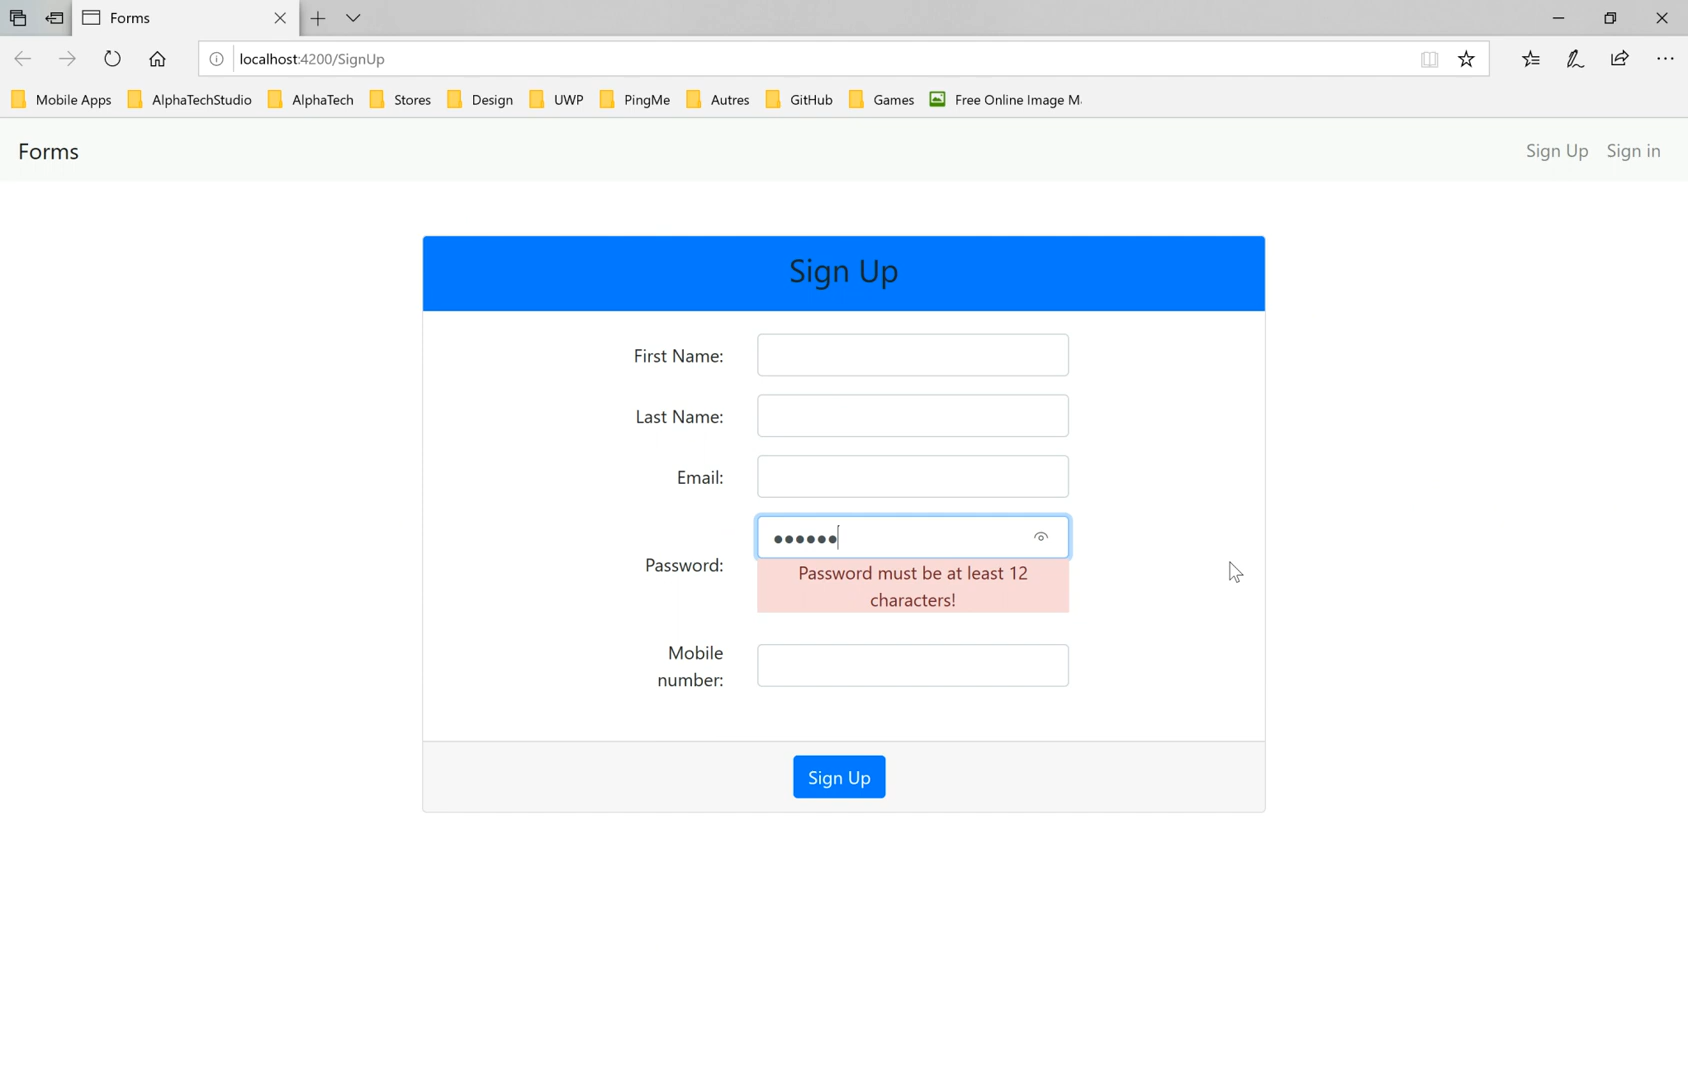 Forms
localhost:4200/SignUp
Mobile Apps AlphaTechStudio AlphaTech Stores Design UWP PingMe Autres GitHub Games Free Online Image M
Forms Sign Up Sign in
Sign Up
First Name:
Last Name:
Email:
Password:
Password must be at least 12
characters!
Mobile
number:
Sign Up